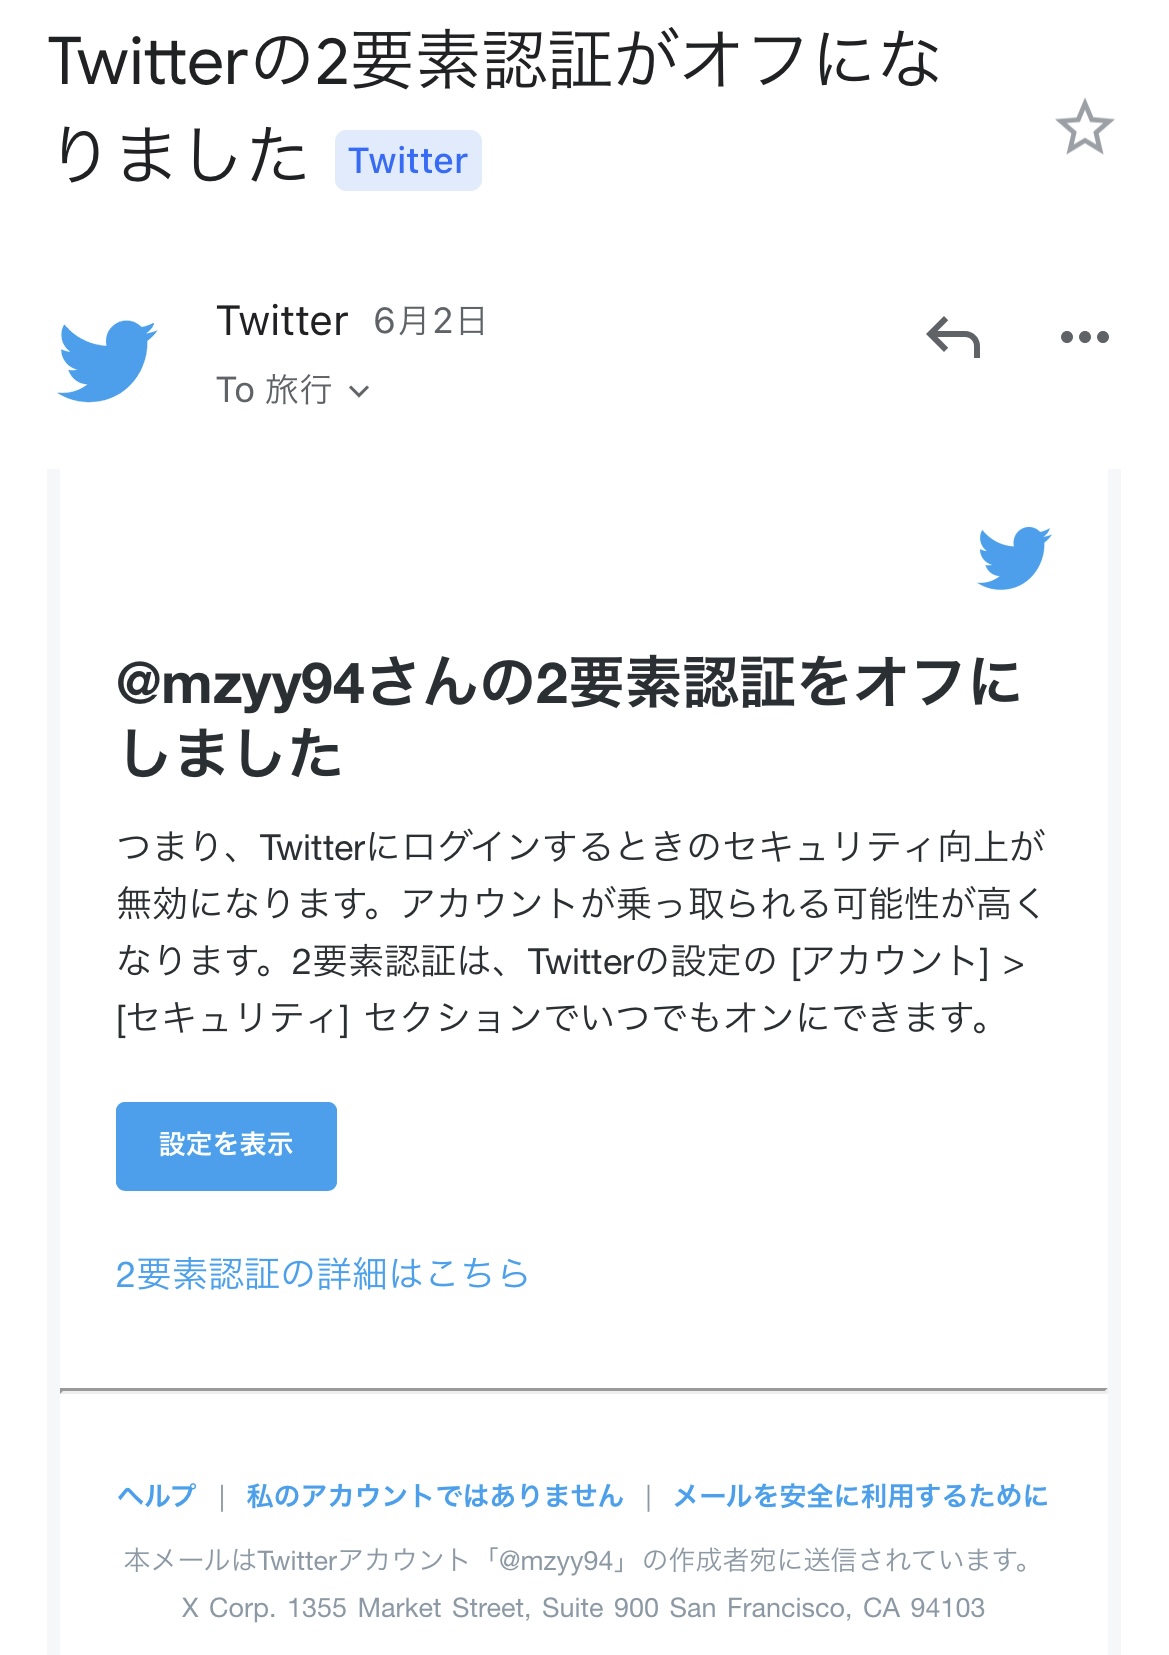 Twitterの2要素認証がオフにな
りました Twitter
Twitter 6月2日
To 旅行
@mzyy94さんの2要素認証をオフに
しました
つまり、Twitterにログインするときのセキュリティ向上が
無効になります。アカウントが乗っ取られる可能性が高く
なります。2要素認証は、Twitterの設定の [アカウント] >
[セキュリティ] セクションでいつでもオンにできます。
設定を表示
2要素認証の詳細はこちら
ヘルプ | 私のアカウントではありません | メールを安全に利用するために
本メールはTwitterアカウント「@mzyy94」の作成者宛に送信されています。
X Corp. 1355 Market Street, Suite 900 San Francisco, CA 94103